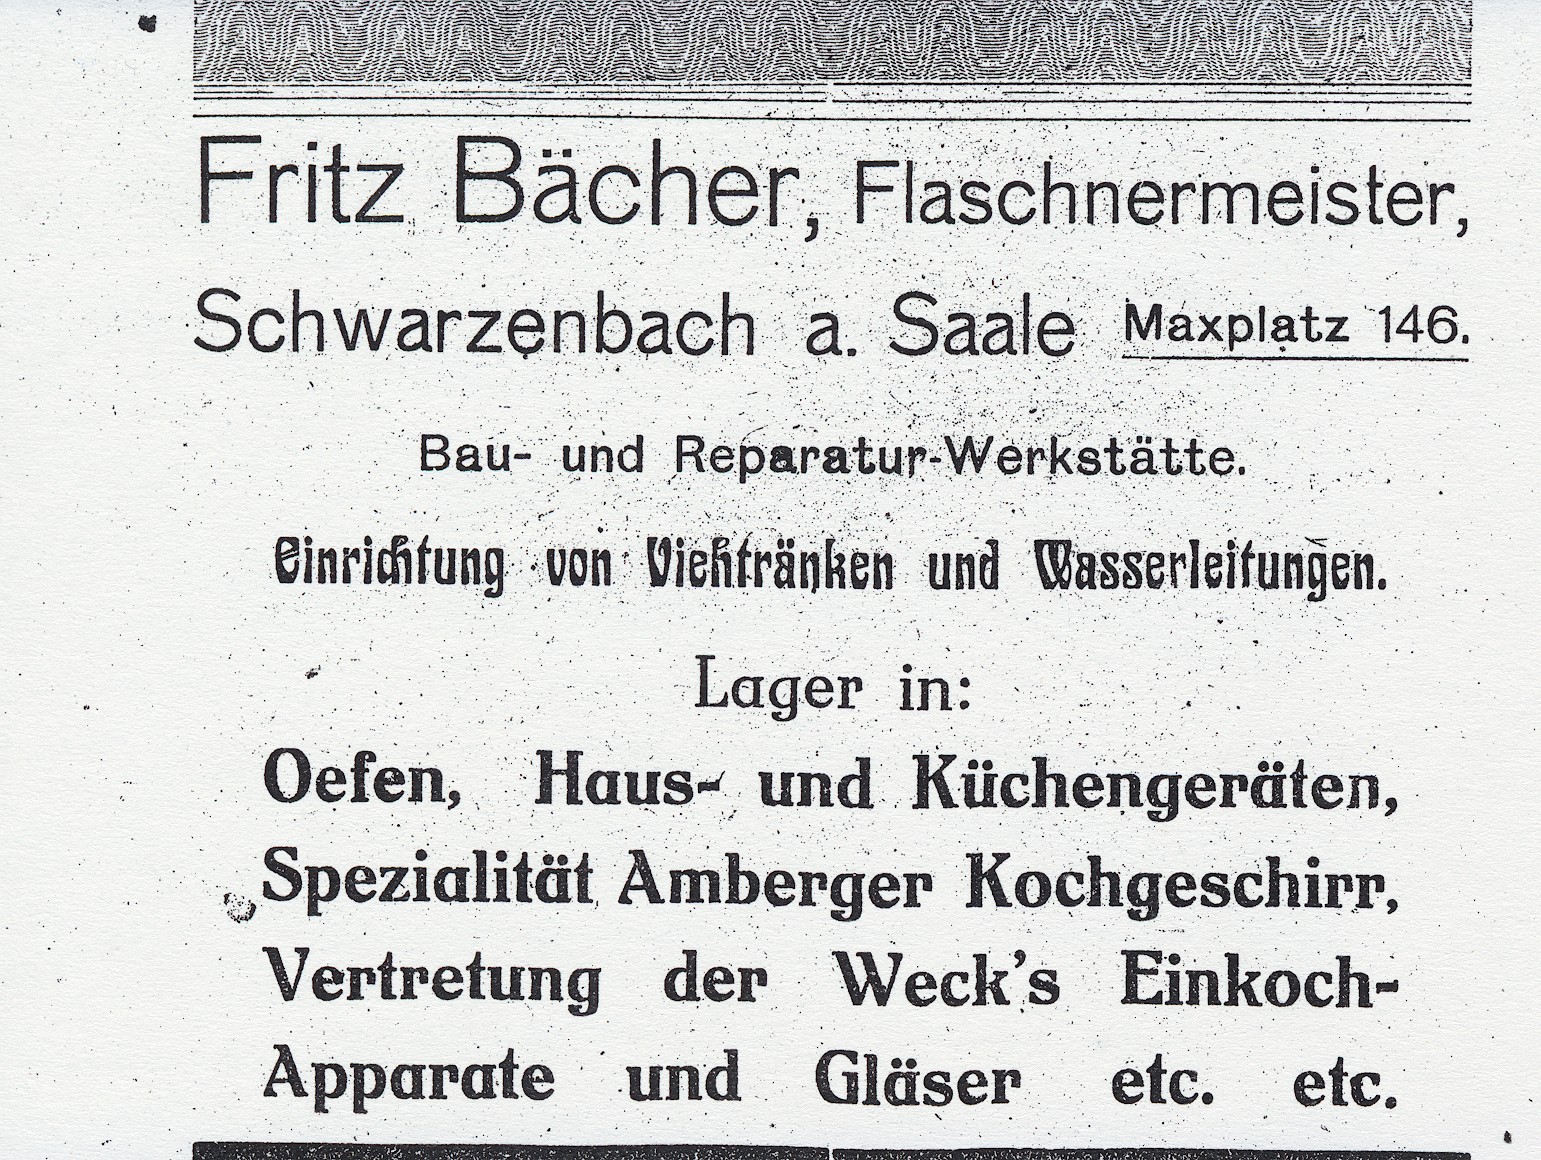 Fritz Bächer, Flaschnermeister,
Schwarzenbach a. Saale Maxplatz 146.
Bau- und Reparatur-Werkstätte.
Einrichtung von Viehtränken und Wasserleitungen.
Lager in:
Oefen, Haus- und Küchengeräten,
Spezialität Amberger Kochgeschirr,
Vertretung der Weck's Einkoch-
Apparate und Gläser etc. etc.